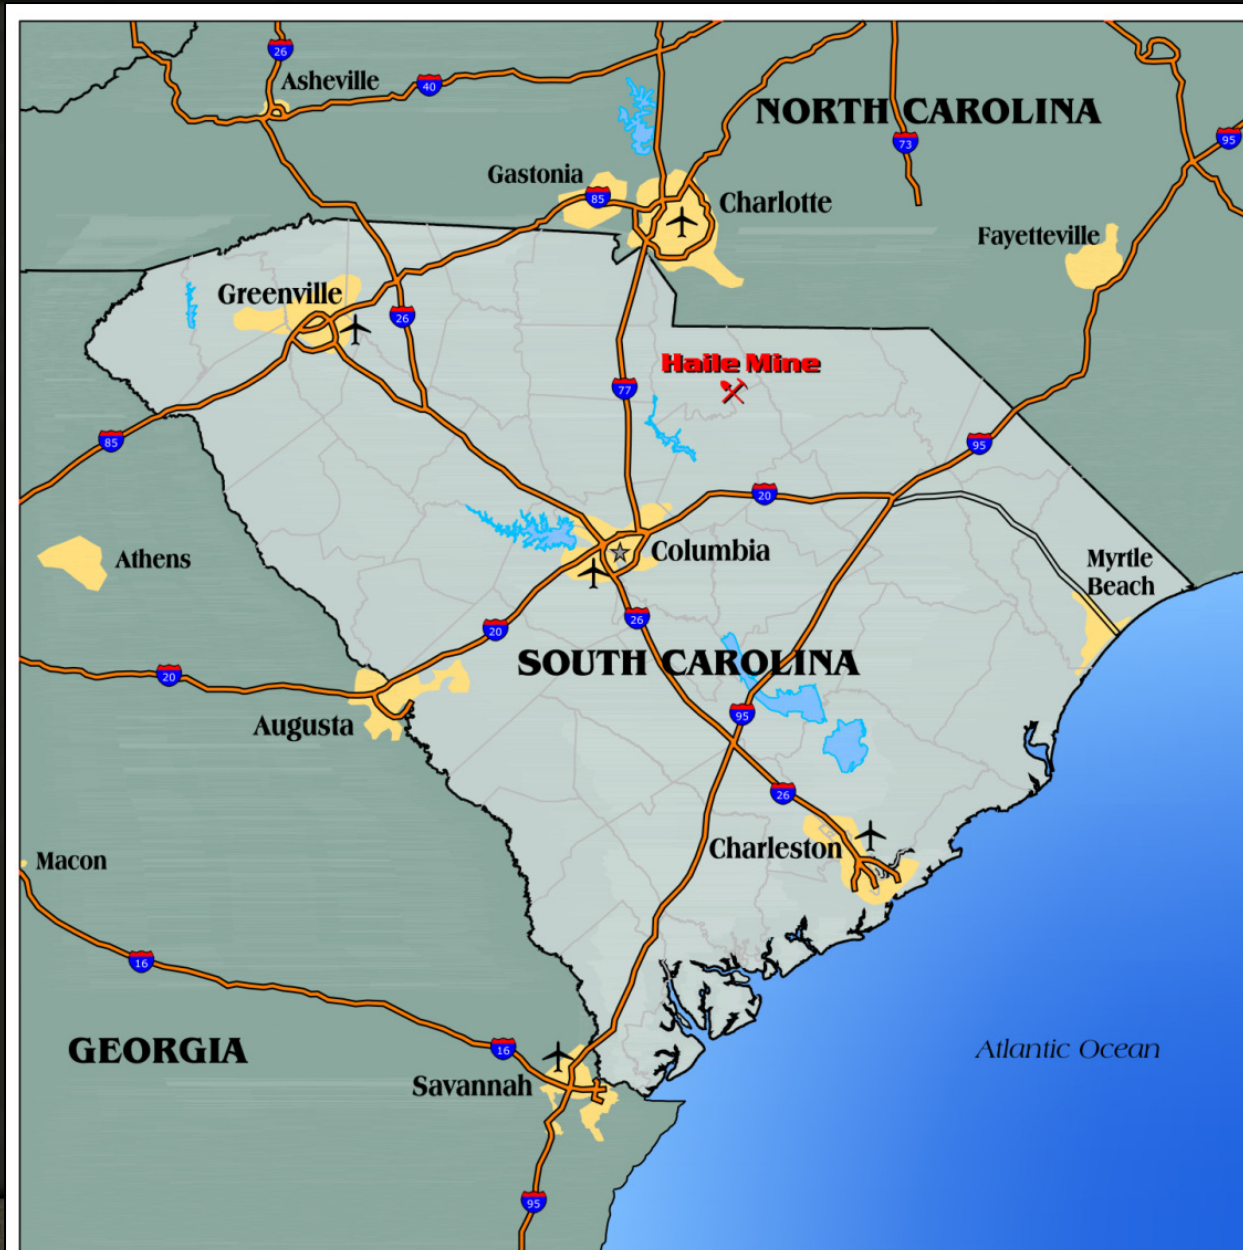 26
Asheville
40
NORTH CAROLINA
95
73
Gastonia
85
Charlotte
Fayetteville
Greenville
26
Haile Mine
77
85
95
20
Athens
Columbia
Myrtle
Beach
26
20
SOUTH CAROLINA
20
Augusta
95
26
Charleston
Macon
16
GEORGIA
16
Atlantic Ocean
Savannah
95